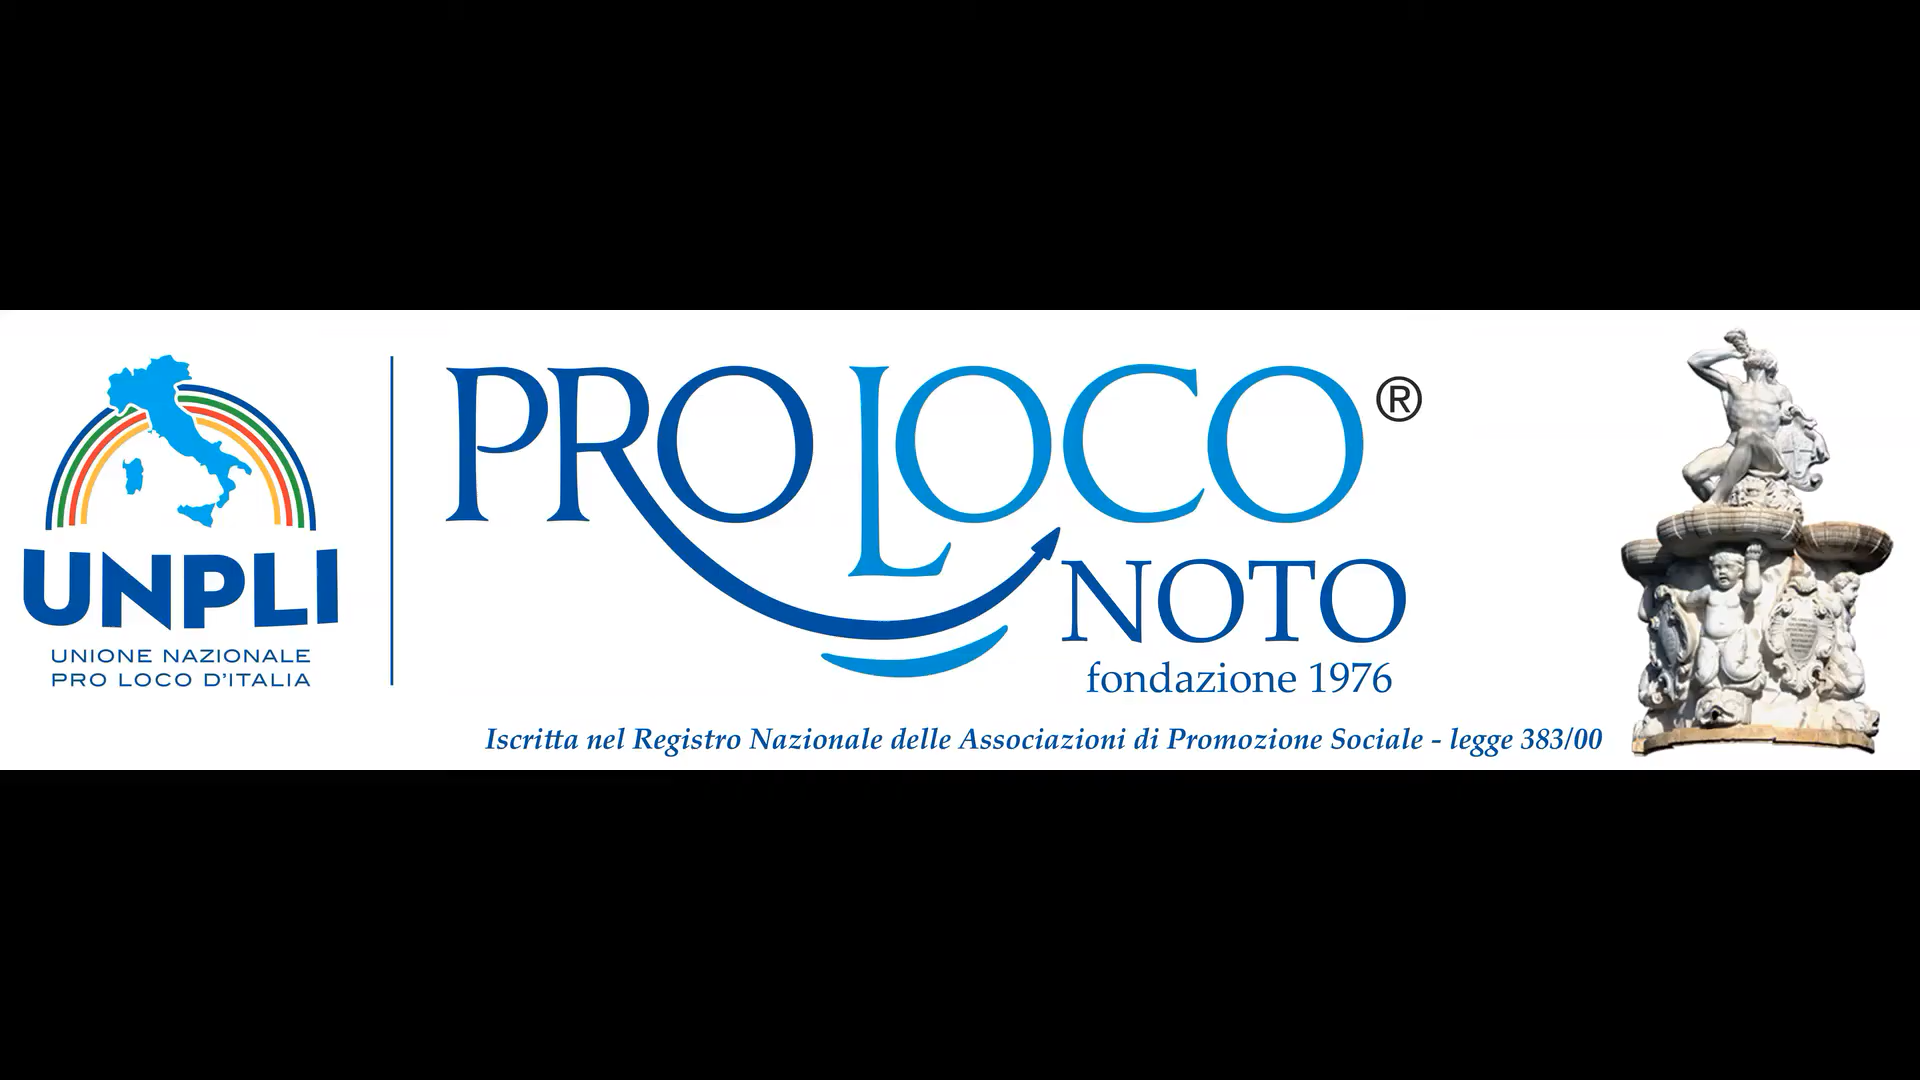 UNPLI
UNIONE NAZIONALE
PRO LOCO D'ITALIA
PRO LOCO ®
NOTO
fondazione 1976
Iscritta nel Registro Nazionale delle Associazioni di Promozione Sociale - legge 383/00